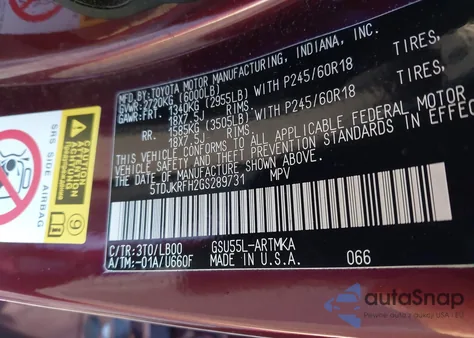 MFD.BY:TOYOTA MOTOR MANUFACTURING, INDIANA, INC.
GVWR:2720KG (6000LB)
GAWR:FRT. 1340KG (2955LB) WITH P245/60R18 TIRES,
18X7.5J RIMS
RR. 1585KG (3505LB) WITH P245/60R18 TIRES,
18X7.5J RIMS
THIS VEHICLE CONFORMS TO ALL APPLICABLE FEDERAL MOTOR
VEHICLE SAFETY AND THEFT PREVENTION STANDARDS IN
EFFECT ON THE DATE OF MANUFACTURE SHOWN ABOVE.
5TDJKRFH2GS289731 MPV
C/TR:3T0/LB00 GSU55L-ARTMKA
A/TM:-01A/U660F MADE IN U.S.A. 066
SRS SIDE AIRBAG
9
autoSnap